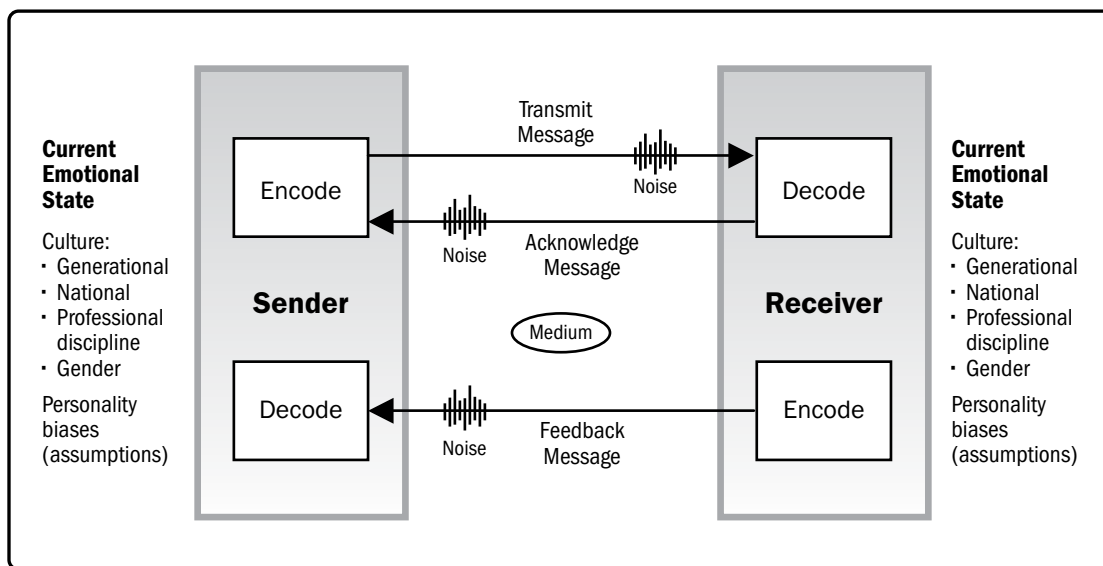 Current
Emotional
State
Culture:
· Generational
· National
· Professional
discipline
· Gender
Personality
biases
(assumptions)
Encode
Sender
Decode
Transmit
Message
Noise
Noise
Acknowledge
Message
Medium
Noise
Feedback
Message
Decode
Receiver
Encode
Current
Emotional
State
Culture:
· Generational
· National
· Professional
discipline
· Gender
Personality
biases
(assumptions)